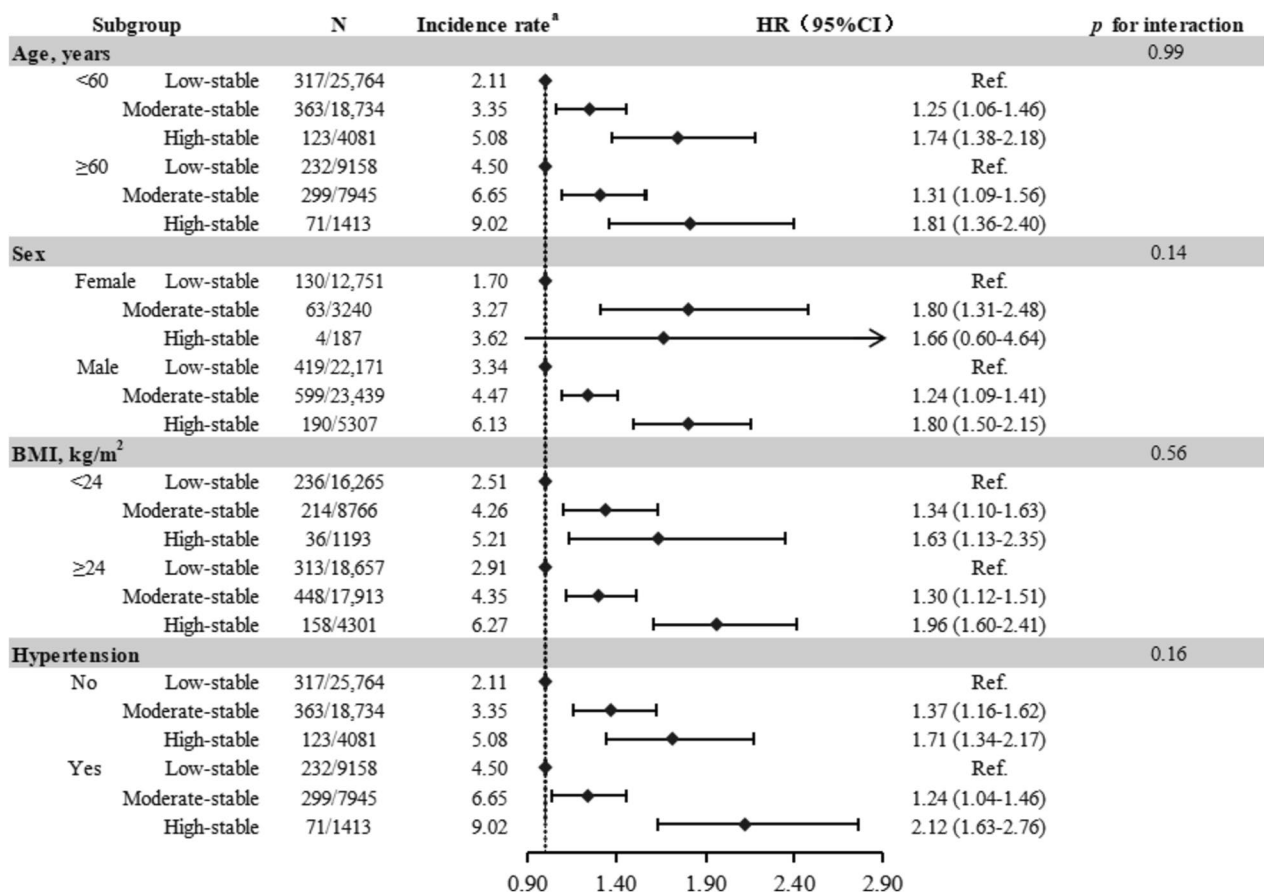 Subgroup N Incidence rateᵃ HR (95%CI) p for interaction
Age, years 0.99
<60 Low-stable 317/25,764 2.11 Ref.
Moderate-stable 363/18,734 3.35 1.25 (1.06-1.46)
High-stable 123/4081 5.08 1.74 (1.38-2.18)
≥60 Low-stable 232/9158 4.50 Ref.
Moderate-stable 299/7945 6.65 1.31 (1.09-1.56)
High-stable 71/1413 9.02 1.81 (1.36-2.40)
Sex 0.14
Female Low-stable 130/12,751 1.70 Ref.
Moderate-stable 63/3240 3.27 1.80 (1.31-2.48)
High-stable 4/187 3.62 1.66 (0.60-4.64)
Male Low-stable 419/22,171 3.34 Ref.
Moderate-stable 599/23,439 4.47 1.24 (1.09-1.41)
High-stable 190/5307 6.13 1.80 (1.50-2.15)
BMI, kg/m² 0.56
<24 Low-stable 236/16,265 2.51 Ref.
Moderate-stable 214/8766 4.26 1.34 (1.10-1.63)
High-stable 36/1193 5.21 1.63 (1.13-2.35)
≥24 Low-stable 313/18,657 2.91 Ref.
Moderate-stable 448/17,913 4.35 1.30 (1.12-1.51)
High-stable 158/4301 6.27 1.96 (1.60-2.41)
Hypertension 0.16
No Low-stable 317/25,764 2.11 Ref.
Moderate-stable 363/18,734 3.35 1.37 (1.16-1.62)
High-stable 123/4081 5.08 1.71 (1.34-2.17)
Yes Low-stable 232/9158 4.50 Ref.
Moderate-stable 299/7945 6.65 1.24 (1.04-1.46)
High-stable 71/1413 9.02 2.12 (1.63-2.76)
0.90 1.40 1.90 2.40 2.90